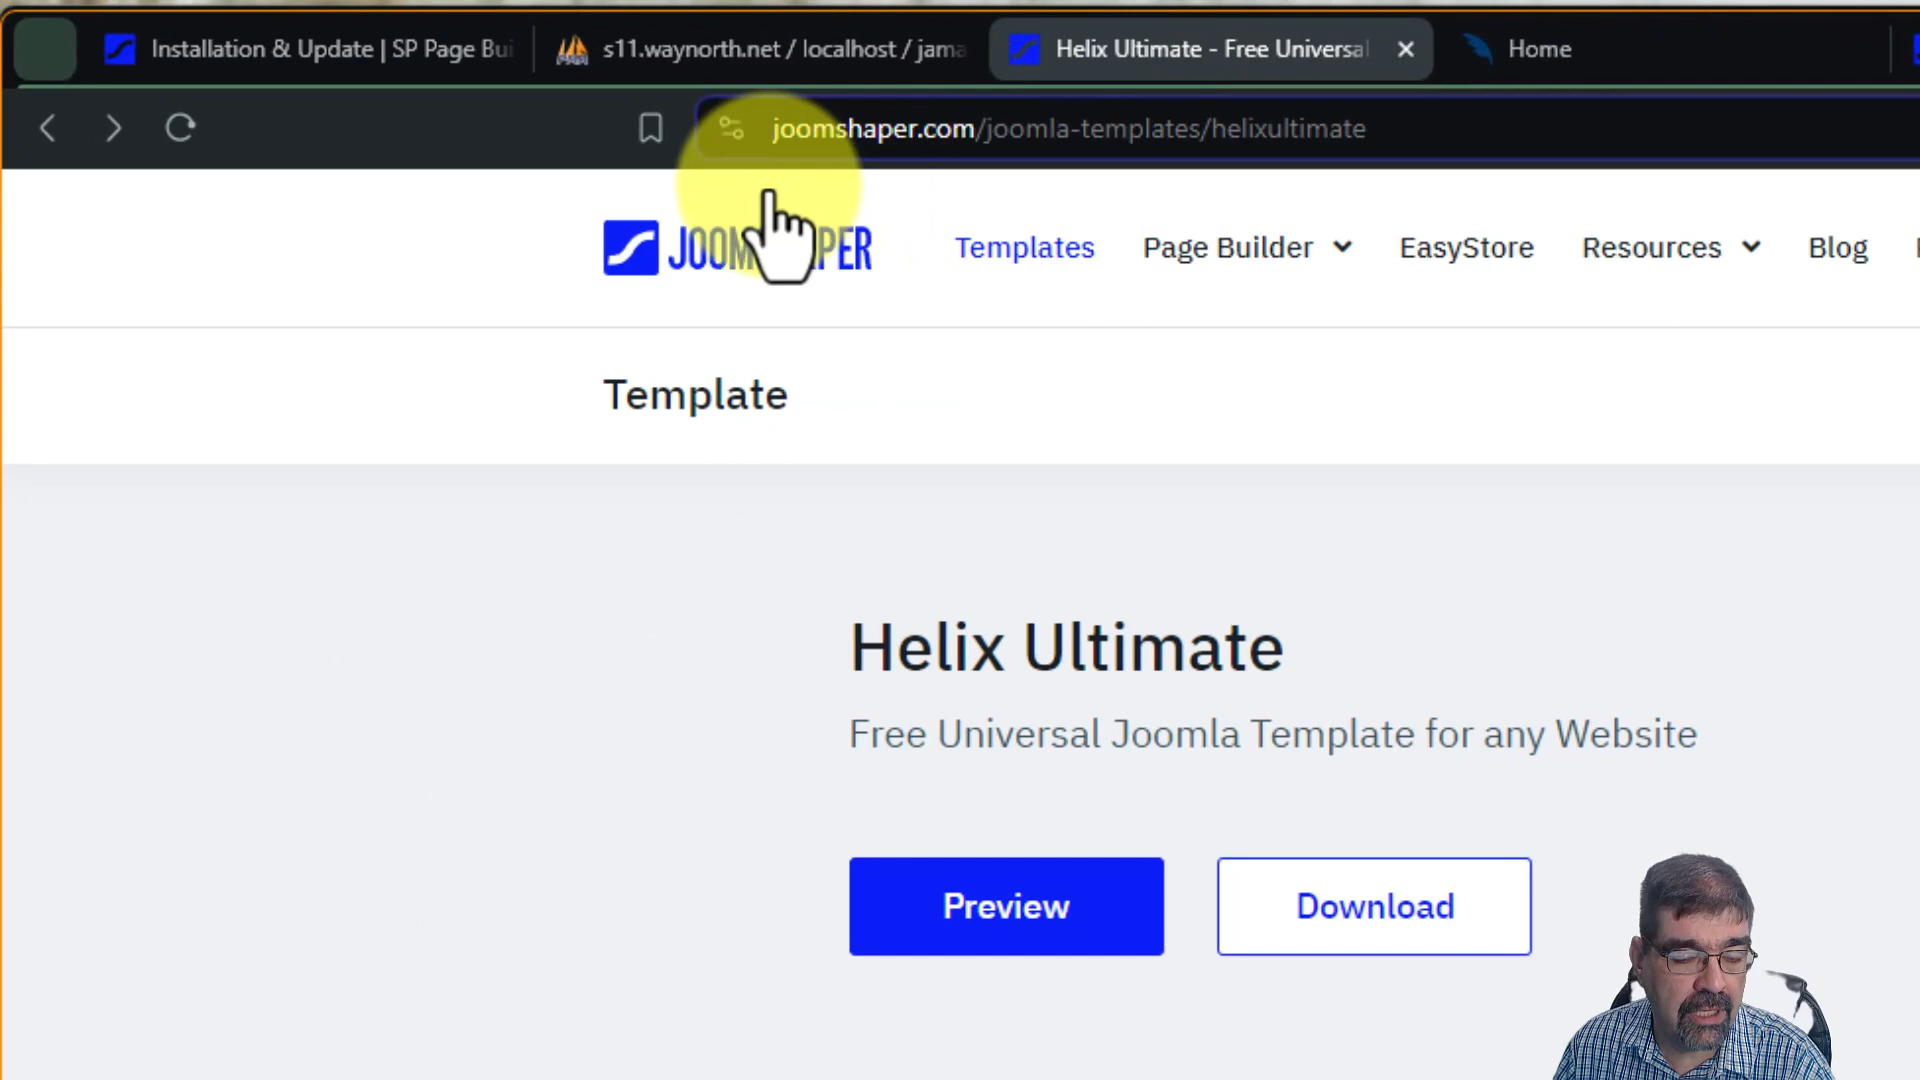 Installation & Update | SP Page Bui
s11.waynorth.net / localhost / jama
Helix Ultimate - Free Universal
Home
joomshaper.com/joomla-templates/helixultimate
JOOMSHAPER
Templates
Page Builder
EasyStore
Resources
Blog
Template
Helix Ultimate
Free Universal Joomla Template for any Website
Preview
Download